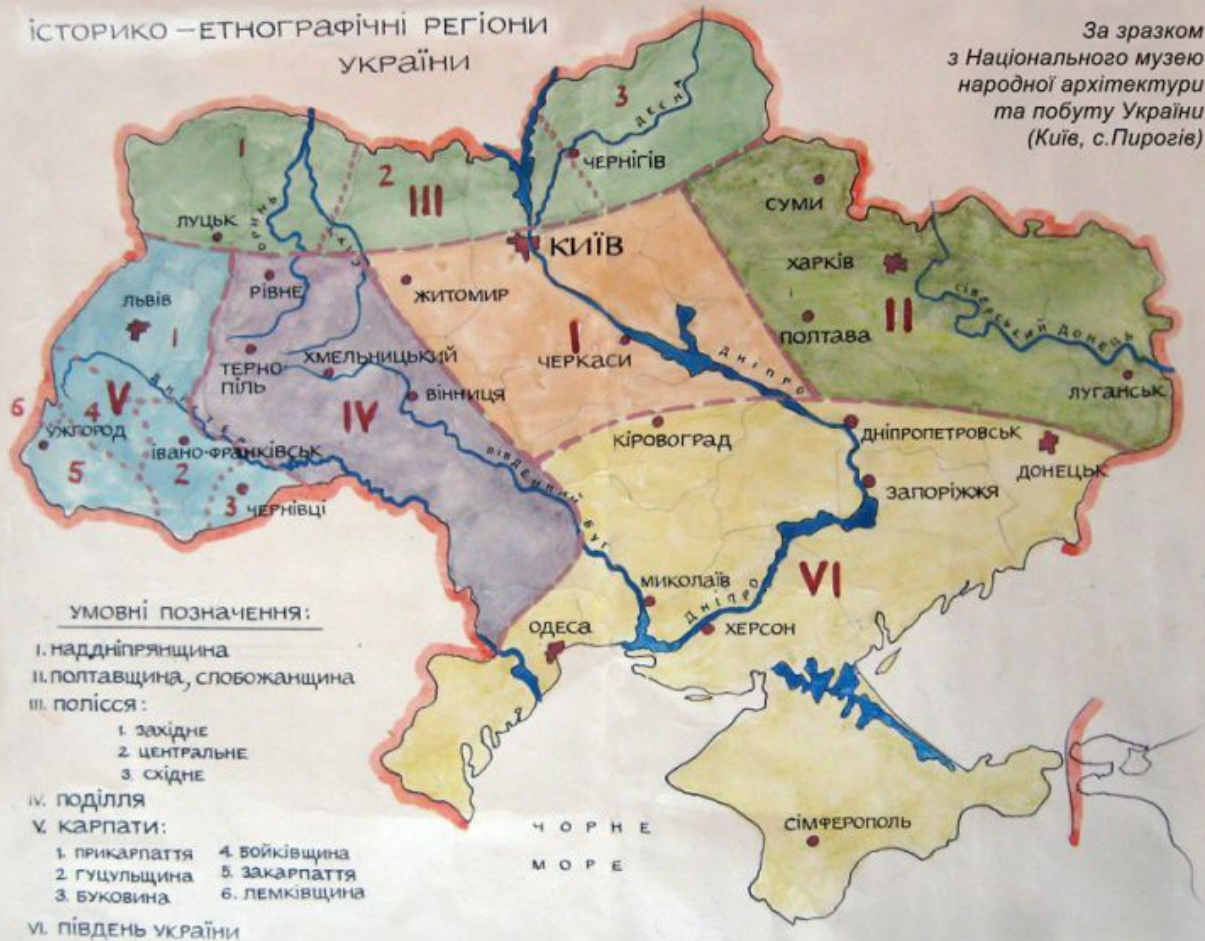 ІСТОРИКО – ЕТНОГРАФІЧНІ РЕГІОНИ
УКРАЇНИ
За зразком
з Національного музею
народної архітектури
та побуту України
(Київ, с.Пирогів)
3
ДЕСНА
1
2
ЧЕРНІГІВ
III
СУМИ
ЛУЦЬК
КИЇВ
ХАРКІВ
РІВНЕ
ЖИТОМИР
ЛЬВІВ
1
I
II
СІВЕРСЬКИЙ ДОНЕЦЬ
ПОЛТАВА
ТЕРНО-
ПІЛЬ
ХМЕЛЬНИЦЬКИЙ
ЧЕРКАСИ
ДНІПРО
ВІННИЦЯ
ЛУГАНСЬК
6
4
V
ДНІСТЕР
IV
УЖГОРОД
ІВАНО-ФРАНКІВСЬК
КІРОВОГРАД
ДНІПРОПЕТРОВСЬК
ДОНЕЦЬК
5
2
3
ЧЕРНІВЦІ
ПІВДЕННИЙ БУГ
ЗАПОРІЖЖЯ
VI
МИКОЛАЇВ
ДНІПРО
ОДЕСА
ХЕРСОН
УМОВНІ ПОЗНАЧЕННЯ:
I. НАДДНІПРЯНЩИНА
II. ПОЛТАВЩИНА, СЛОБОЖАНЩИНА
III. ПОЛІССЯ:
1. ЗАХІДНЕ
2 ЦЕНТРАЛЬНЕ
3. СХІДНЕ
IV. ПОДІЛЛЯ
V. КАРПАТИ:
1. ПРИКАРПАТТЯ 4. БОЙКІВЩИНА
2 ГУЦУЛЬЩИНА 5. ЗАКАРПАТТЯ
3. БУКОВИНА 6. ЛЕМКІВЩИНА
VI. ПІВДЕНЬ УКРАЇНИ
ЧОРНЕ
МОРЕ
СІМФЕРОПОЛЬ